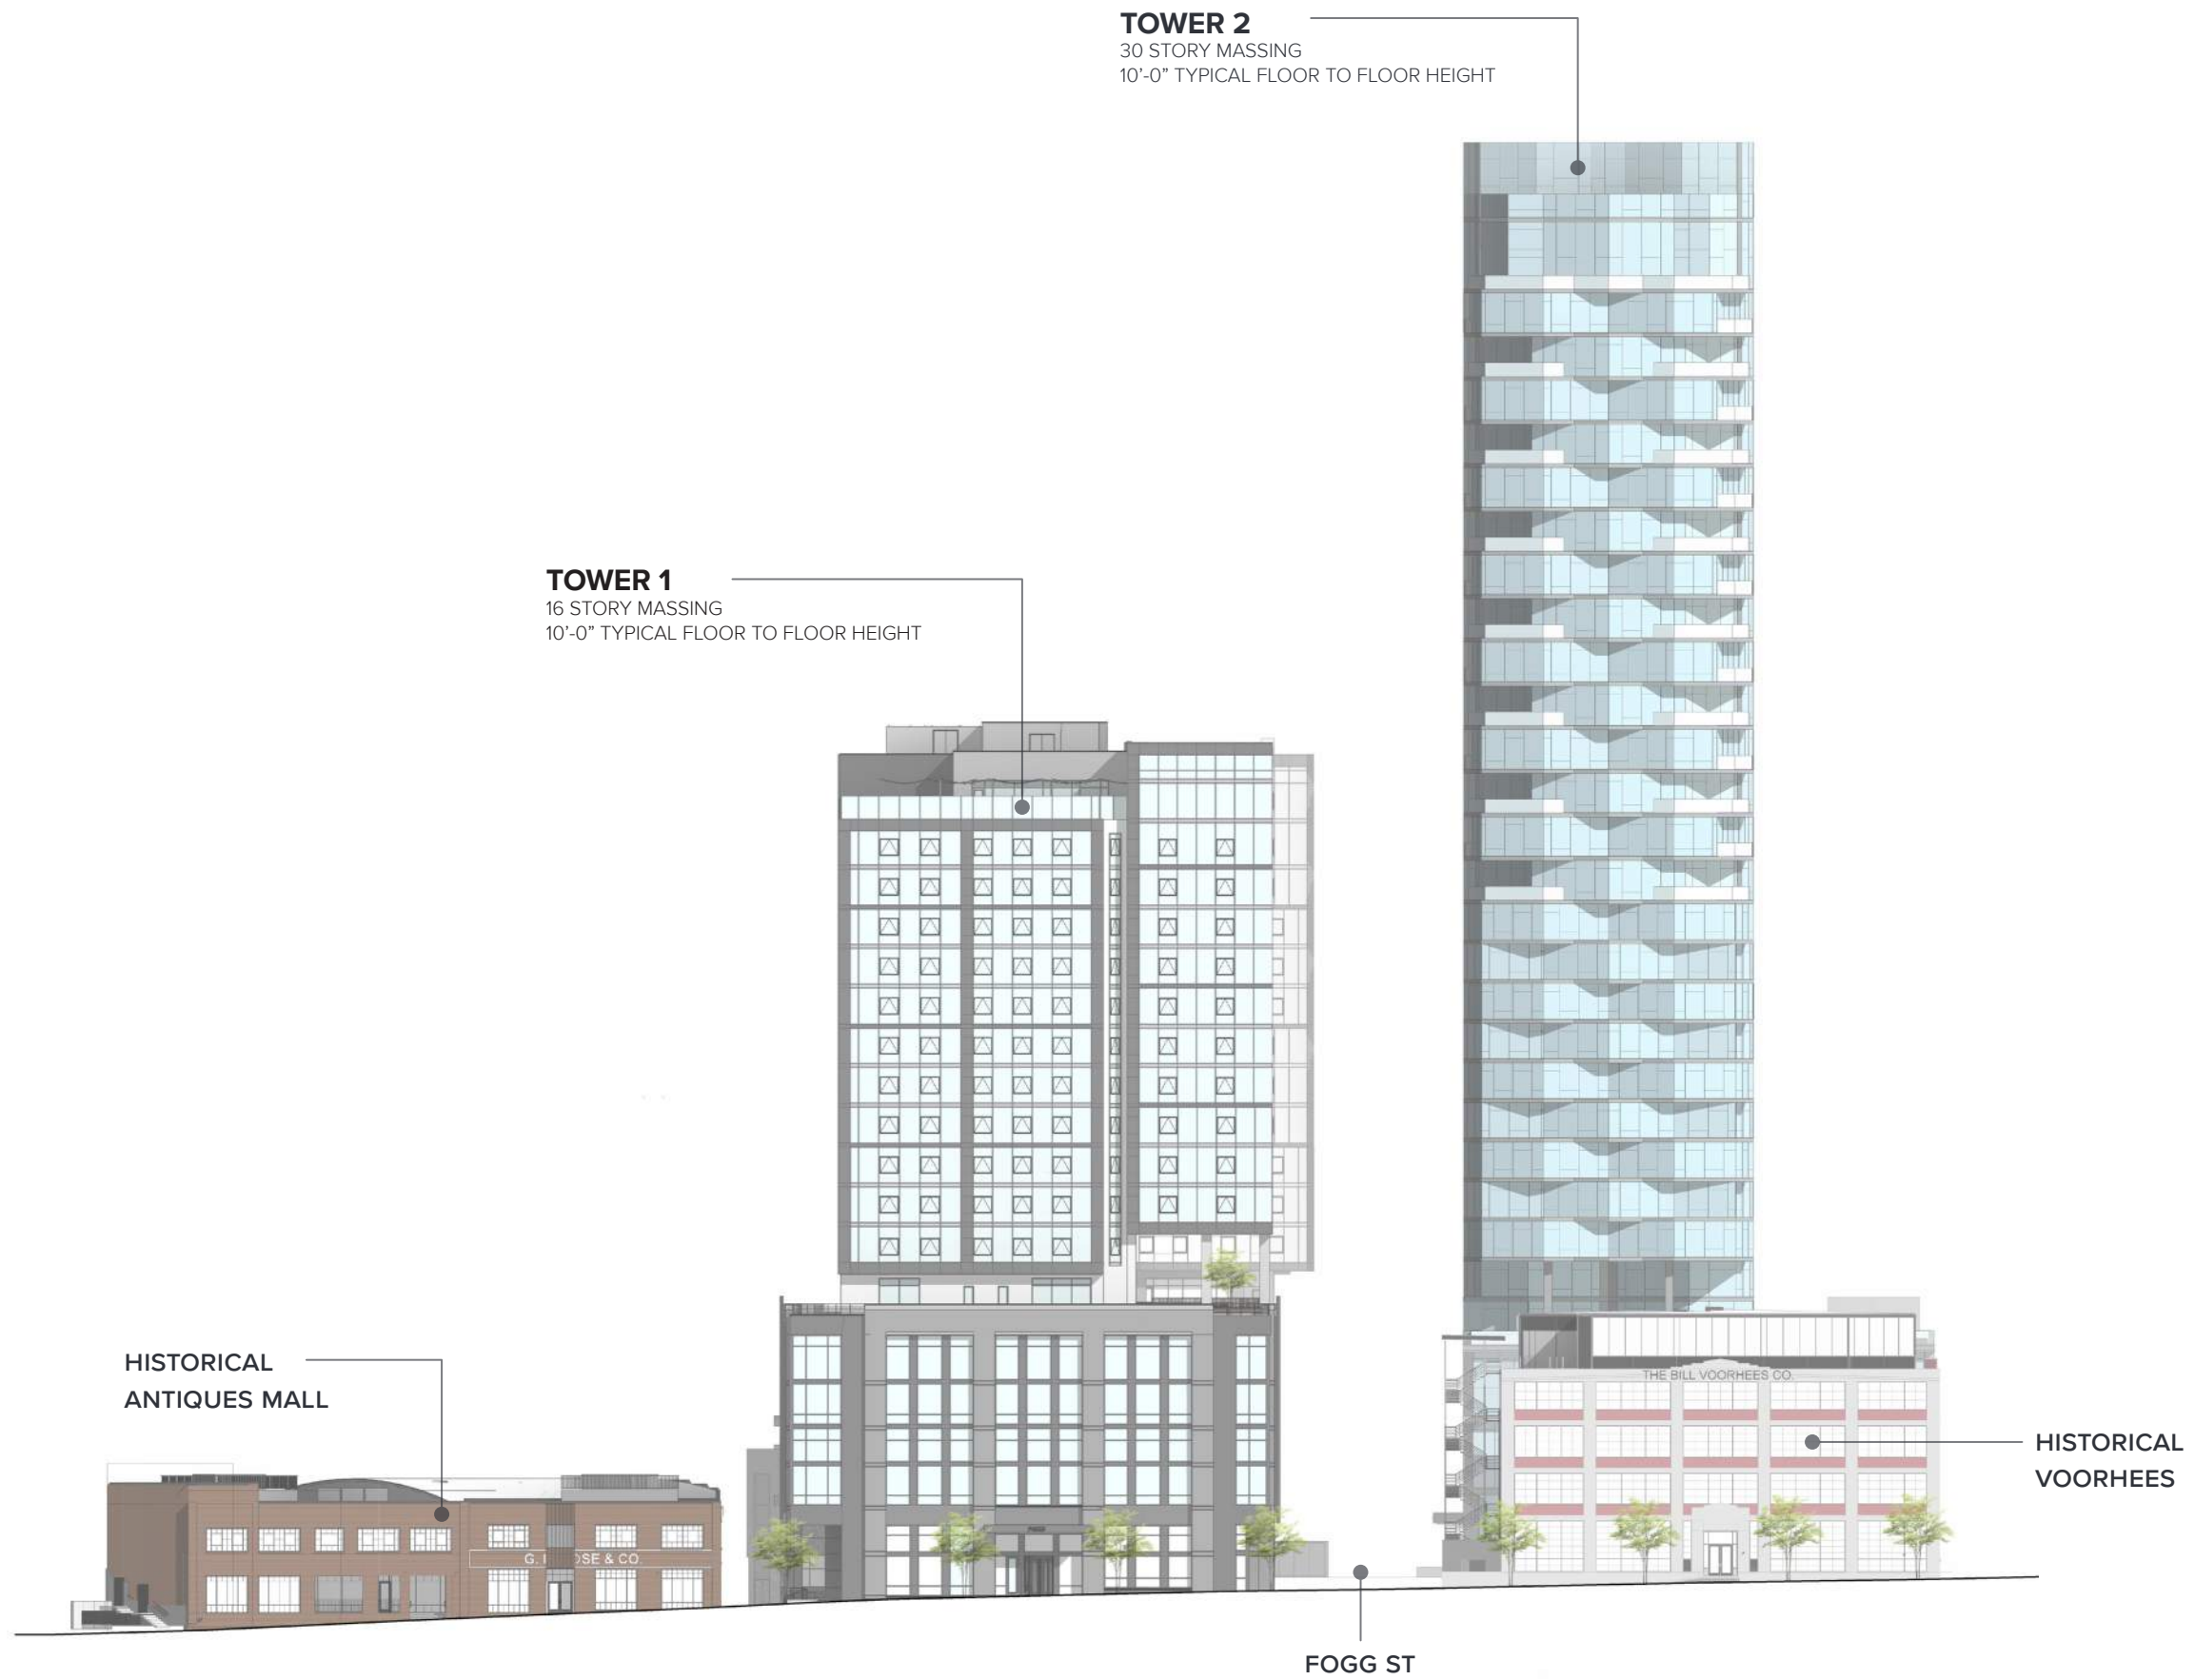 TOWER 2
30 STORY MASSING
10'-0” TYPICAL FLOOR TO FLOOR HEIGHT
TOWER 1
16 STORY MASSING
10'-0” TYPICAL FLOOR TO FLOOR HEIGHT
HISTORICAL
ANTIQUES MALL
THE BILL VOORHEES CO.
HISTORICAL
VOORHEES
& CO.
FOGG ST